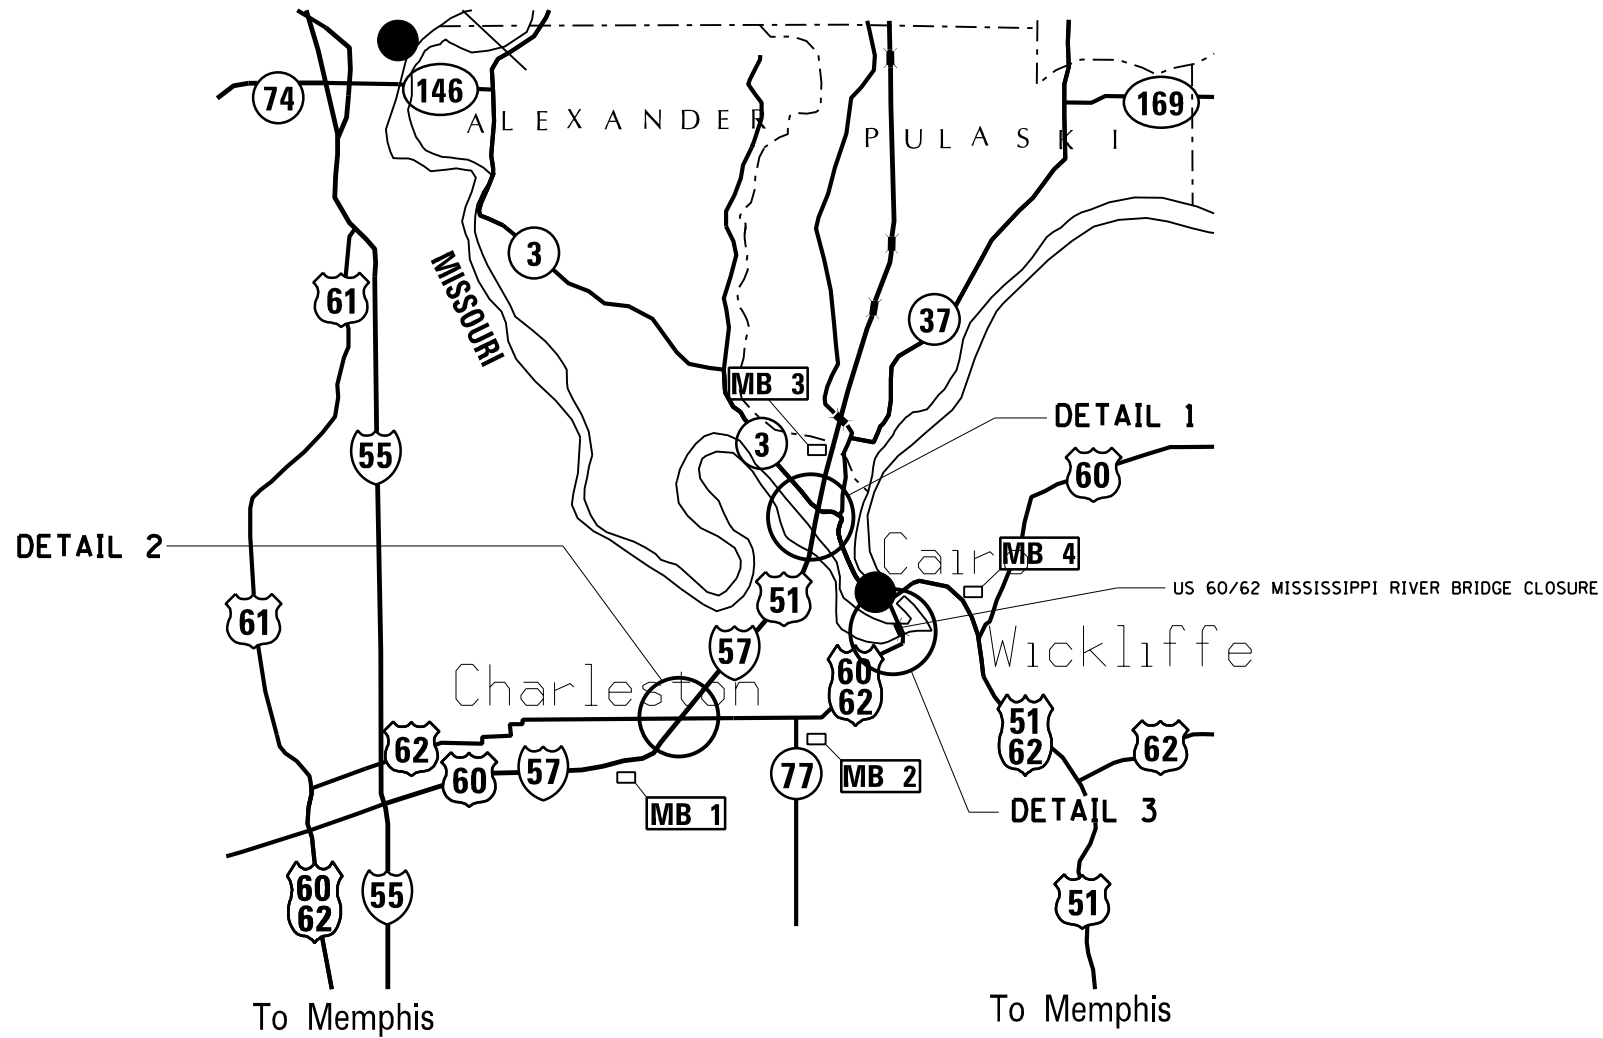 74
146
169
ALEXANDER
PULASKI
3
61
MISSOURI
37
MB 3
DETAIL 1
3
55
60
DETAIL 2
Cairo
MB 4
US 60/62 MISSISSIPPI RIVER BRIDGE CLOSURE
51
61
57
Wickliffe
Charleston
60
62
51
62
62
62
57
60
77
MB 2
MB 1
DETAIL 3
60
62
55
51
To Memphis
To Memphis